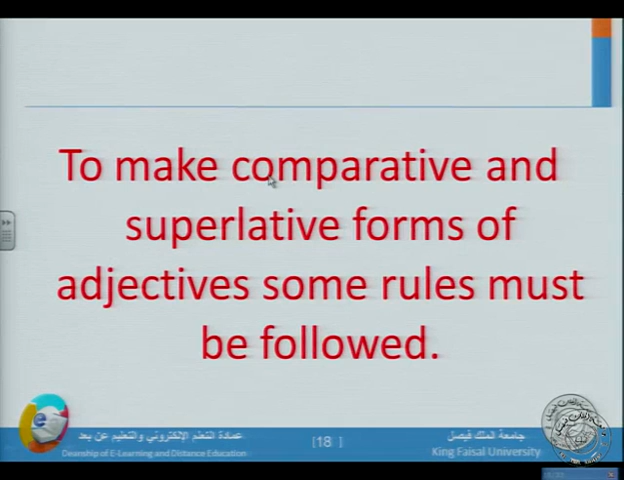 To make comparative and
superlative forms of
adjectives some rules must
be followed.
عمادة التعلم الإلكتروني والتعليم عن بعد
Deanship of E-Learning and Distance Education
[18]
جامعة الملك فيصل
King Faisal University